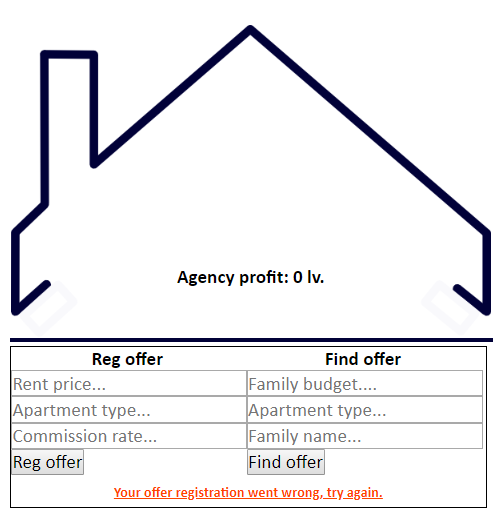 Agency profit: 0 lv.
Reg offer Find offer
Rent price... Family budget....
Apartment type... Apartment type...
Commission rate... Family name...
Reg offer Find offer
Your offer registration went wrong, try again.